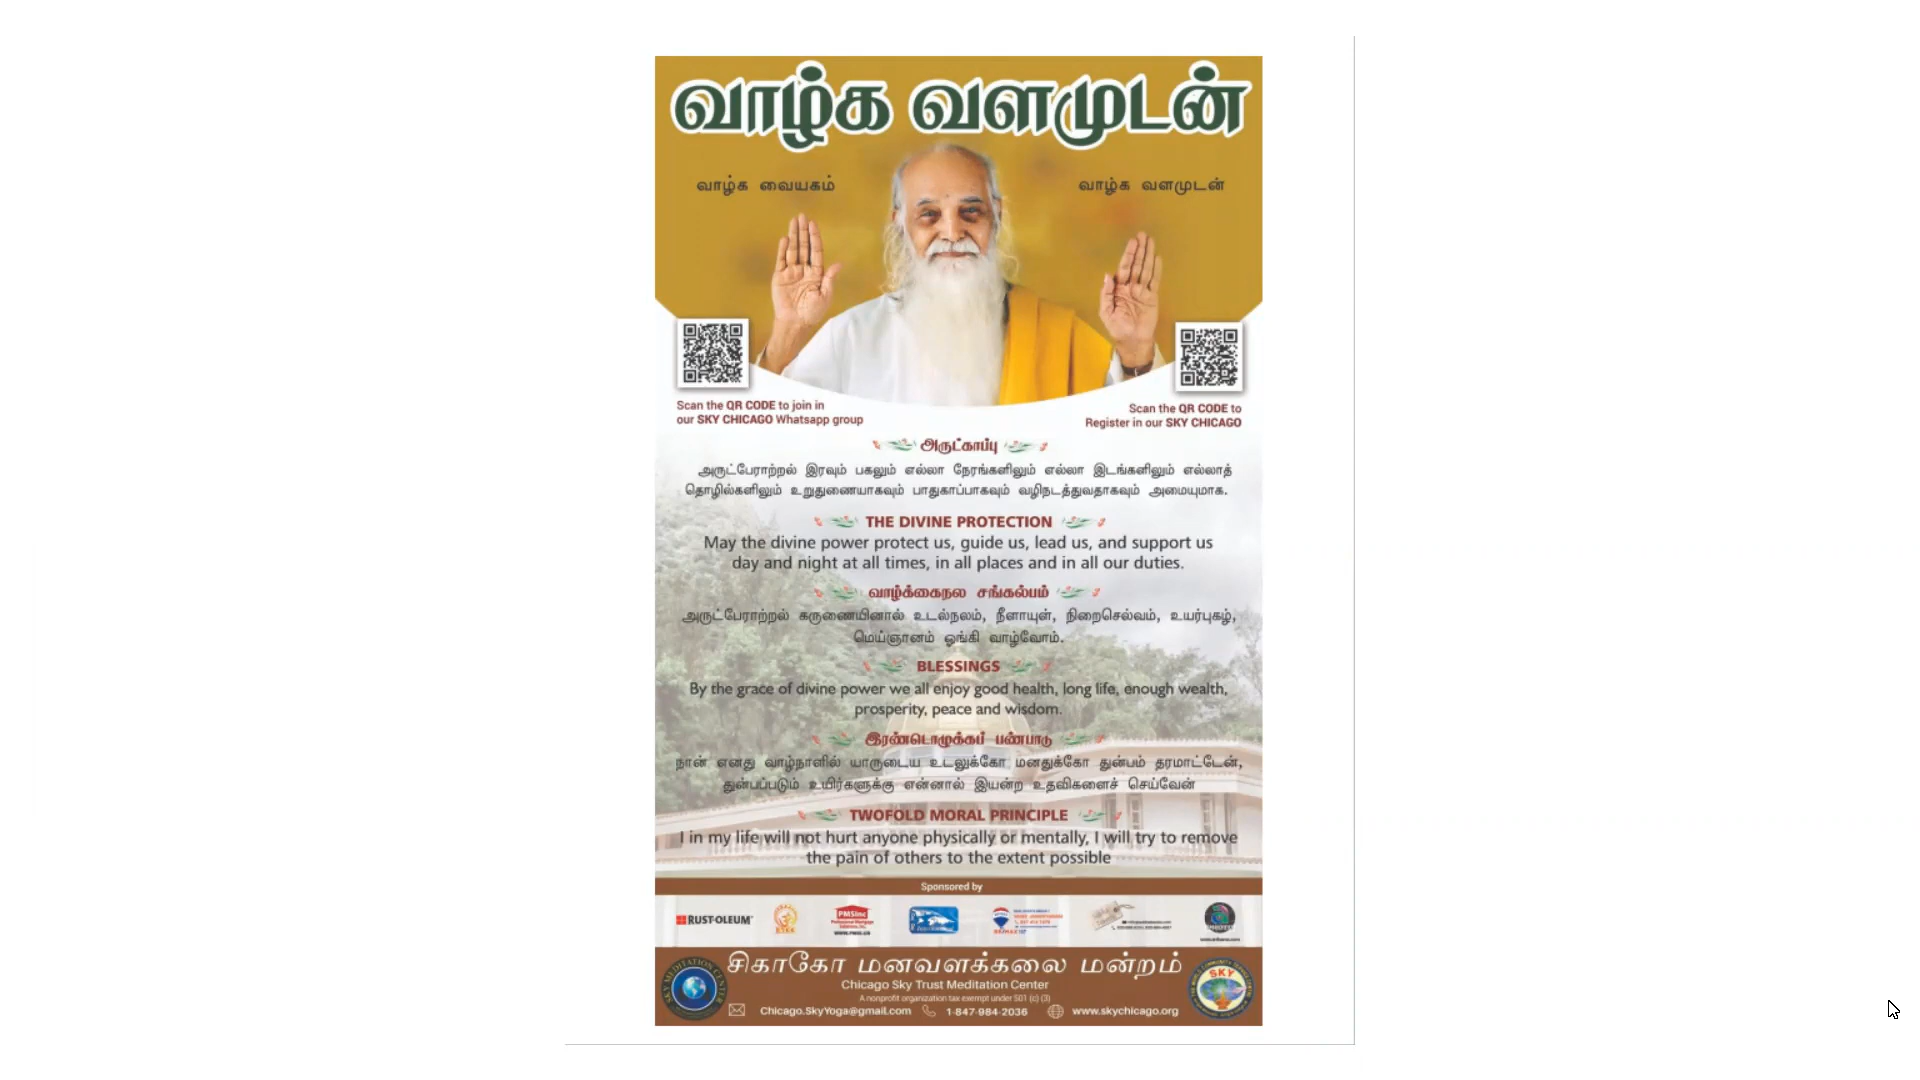 வாழ்க வளமுடன்
வாழ்க வையகம்
வாழ்க வளமுடன்
Scan the QR CODE to join in
our SKY CHICAGO Whatsapp group
Scan the QR CODE to
Register in our SKY CHICAGO
அருட்காப்பு
அருட்பேராற்றல் இரவும் பகலும் எல்லா நேரங்களிலும் எல்லா இடங்களிலும் எல்லாத்
தொழில்களிலும் உறுதுணையாகவும் பாதுகாப்பாகவும் வழிநடத்துவதாகவும் அமையுமாக.
THE DIVINE PROTECTION
May the divine power protect us, guide us, lead us, and support us
day and night at all times, in all places and in all our duties.
வாழ்க்கைநல சங்கல்பம்
அருட்பேராற்றல் கருணையினால் உடல்நலம், நீளாயுள், நிறைசெல்வம், உயர்புகழ்,
மெய்ஞானம் ஓங்கி வாழ்வோம்.
BLESSINGS
By the grace of divine power we all enjoy good health, long life, enough wealth,
prosperity, peace and wisdom.
இரண்டொழுக்கப் பண்பாடு
நான் எனது வாழ்நாளில் யாருடைய உடலுக்கோ மனதுக்கோ துன்பம் தரமாட்டேன்,
துன்பப்படும் உயிர்களுக்கு என்னால் இயன்ற உதவிகளைச் செய்வேன்
TWOFOLD MORAL PRINCIPLE
I in my life will not hurt anyone physically or mentally, I will try to remove
the pain of others to the extent possible
Sponsored by
RUST-OLEUM
PMSInc
சிகாகோ மனவளக்கலை மன்றம்
Chicago Sky Trust Meditation Center
A nonprofit organization tax exempt under 501 (c) (3)
Chicago.SkyYoga@gmail.com 1-847-984-2036 www.skychicago.org
SKY MEDITATION CENTER
SKY